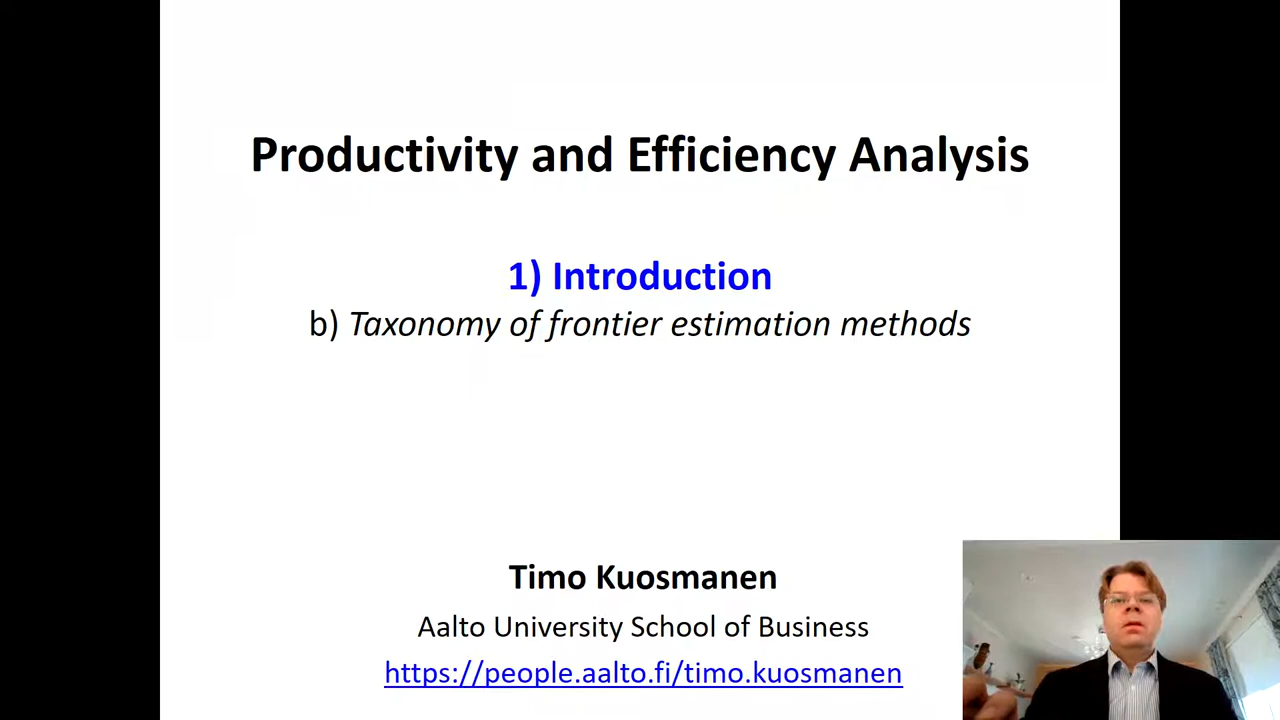 Productivity and Efficiency Analysis
1) Introduction
b) Taxonomy of frontier estimation methods
Timo Kuosmanen
Aalto University School of Business
https://people.aalto.fi/timo.kuosmanen